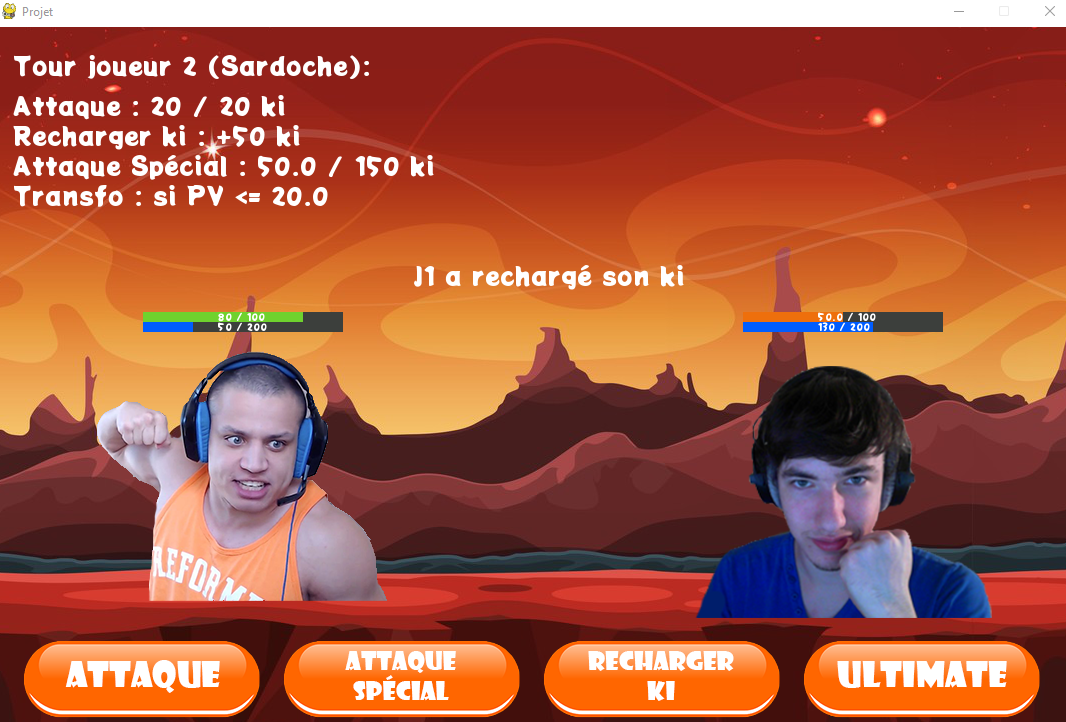 Projet
Tour joueur 2 (Sardoche):
Attaque : 20 / 20 ki
Recharger ki : +50 ki
Attaque Spécial : 50.0 / 150 ki
Transfo : si PV <= 20.0
J1 a rechargé son ki
80 / 100
50 / 200
50.0 / 100
130 / 200
REFORME
ATTAQUE
ATTAQUE
SPÉCIAL
RECHARGER
KI
ULTIMATE